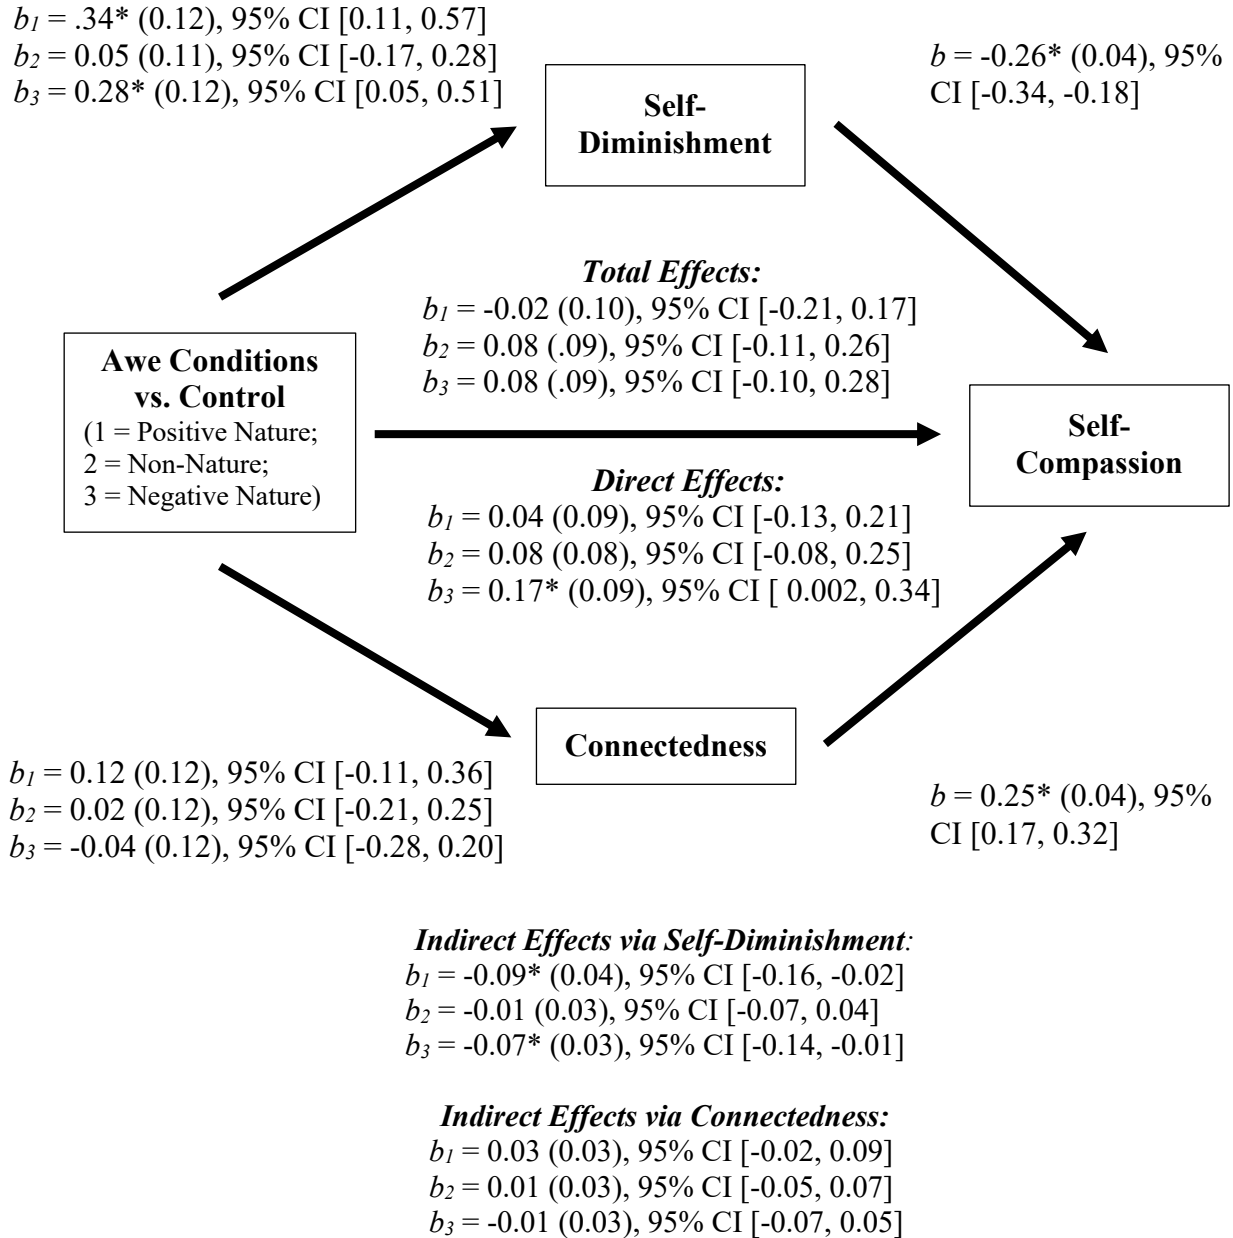 b1 = .34* (0.12), 95% CI [0.11, 0.57]
b2 = 0.05 (0.11), 95% CI [-0.17, 0.28]
b3 = 0.28* (0.12), 95% CI [0.05, 0.51]
Self-
Diminishment
b = -0.26* (0.04), 95%
CI [-0.34, -0.18]
Total Effects:
b1 = -0.02 (0.10), 95% CI [-0.21, 0.17]
b2 = 0.08 (.09), 95% CI [-0.11, 0.26]
b3 = 0.08 (.09), 95% CI [-0.10, 0.28]
Awe Conditions
vs. Control
(1 = Positive Nature;
2 = Non-Nature;
3 = Negative Nature)
Self-
Compassion
Direct Effects:
b1 = 0.04 (0.09), 95% CI [-0.13, 0.21]
b2 = 0.08 (0.08), 95% CI [-0.08, 0.25]
b3 = 0.17* (0.09), 95% CI [ 0.002, 0.34]
Connectedness
b1 = 0.12 (0.12), 95% CI [-0.11, 0.36]
b2 = 0.02 (0.12), 95% CI [-0.21, 0.25]
b3 = -0.04 (0.12), 95% CI [-0.28, 0.20]
b = 0.25* (0.04), 95%
CI [0.17, 0.32]
Indirect Effects via Self-Diminishment:
b1 = -0.09* (0.04), 95% CI [-0.16, -0.02]
b2 = -0.01 (0.03), 95% CI [-0.07, 0.04]
b3 = -0.07* (0.03), 95% CI [-0.14, -0.01]
Indirect Effects via Connectedness:
b1 = 0.03 (0.03), 95% CI [-0.02, 0.09]
b2 = 0.01 (0.03), 95% CI [-0.05, 0.07]
b3 = -0.01 (0.03), 95% CI [-0.07, 0.05]